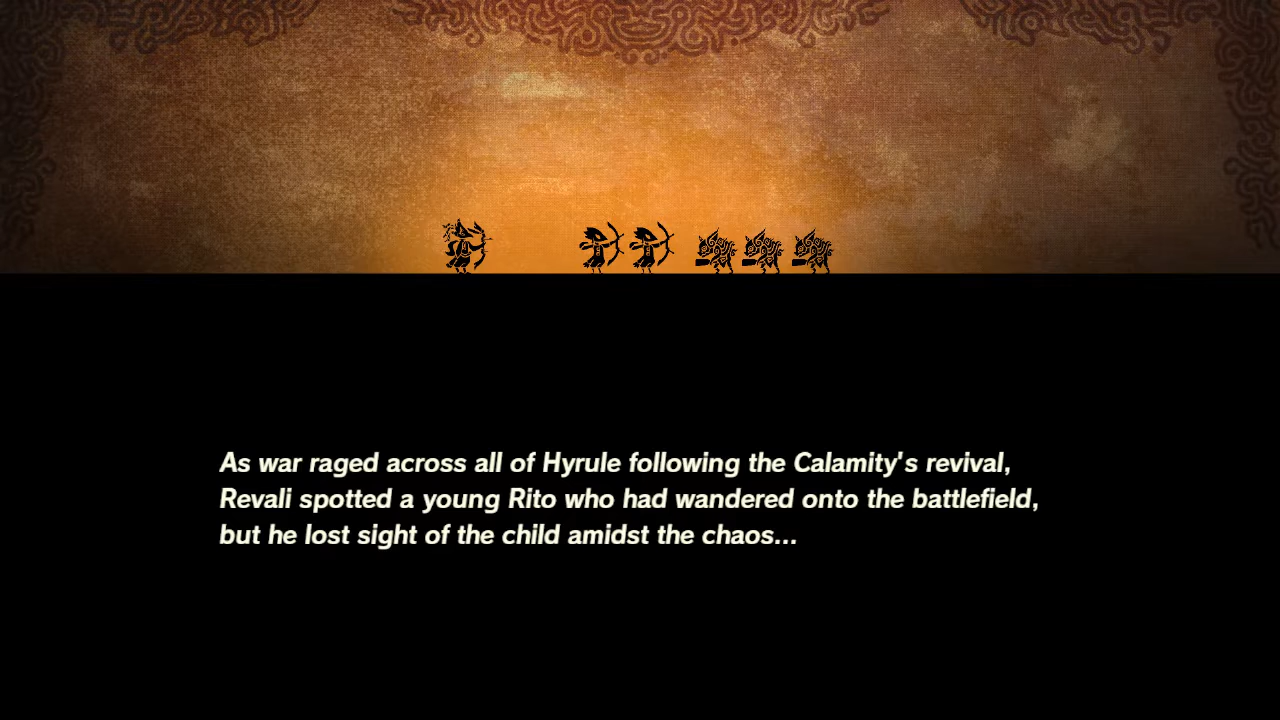 As war raged across all of Hyrule following the Calamity's revival,
Revali spotted a young Rito who had wandered onto the battlefield,
but he lost sight of the child amidst the chaos...